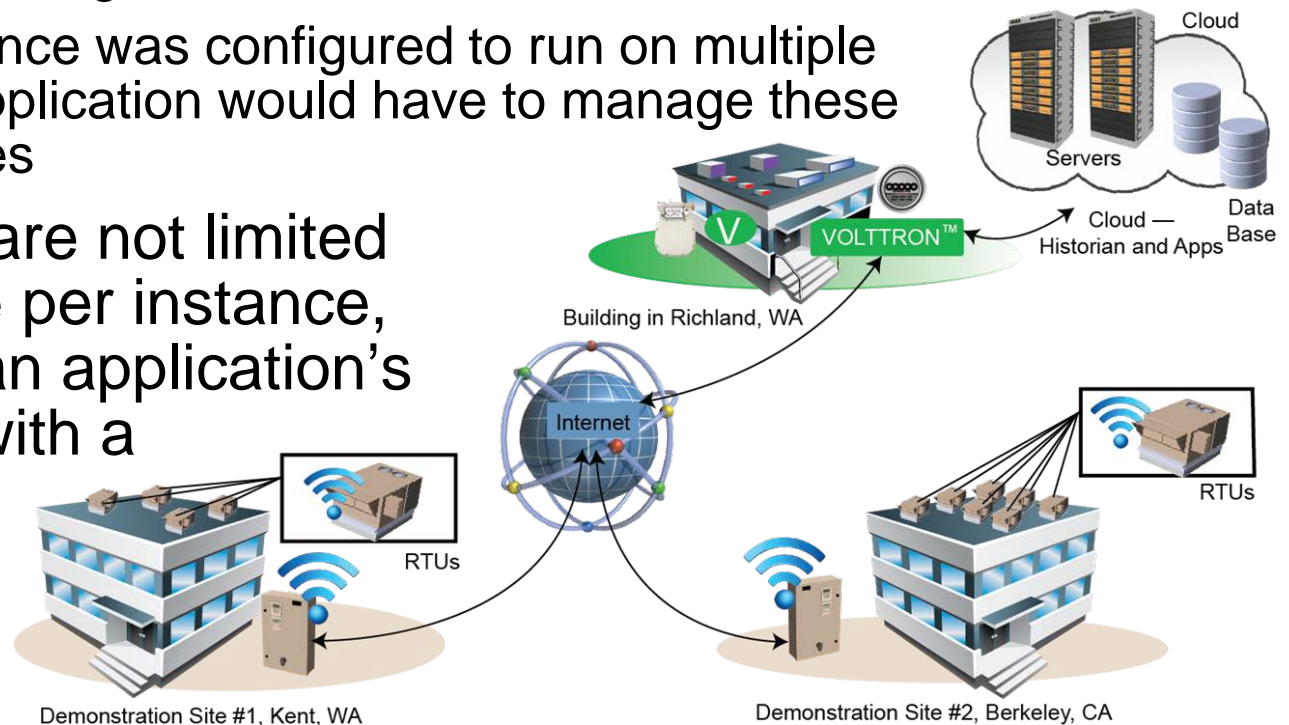 nce was configured to run on multiple
plication would have to manage these
es
are not limited
per instance,
an application's
with a
Cloud
Servers
Data
Base
Cloud —
Historian and Apps
V
VOLTTRON™
Building in Richland, WA
Internet
RTUs
RTUs
Demonstration Site #1, Kent, WA
Demonstration Site #2, Berkeley, CA